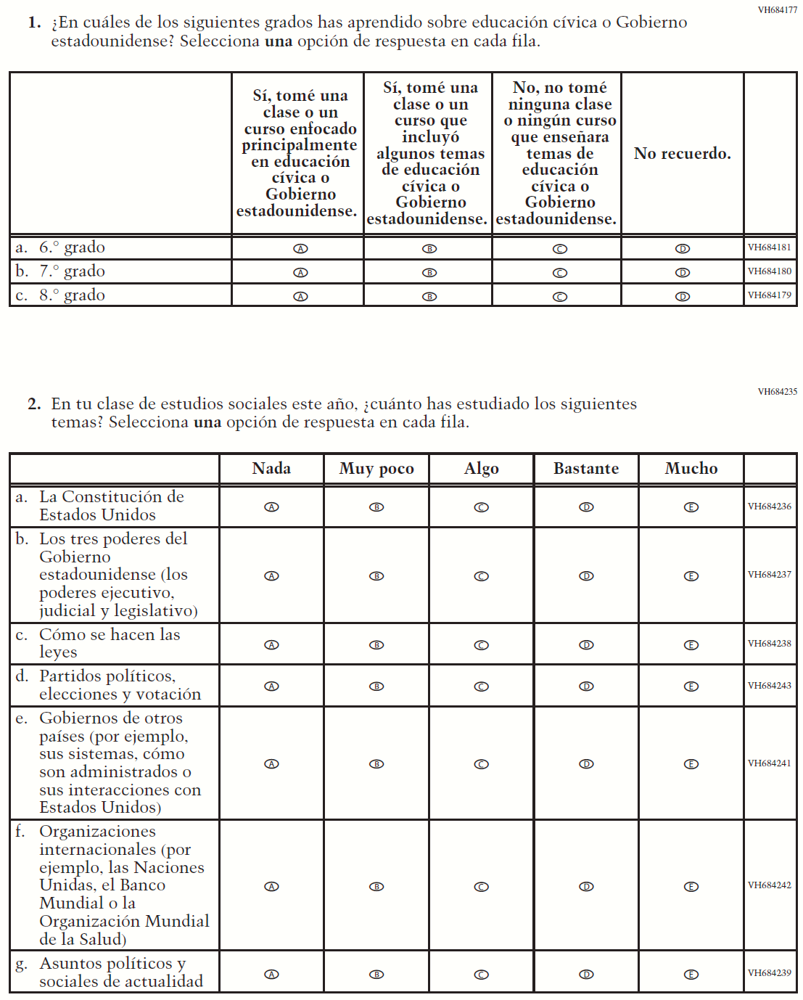 VH684177
1. ¿En cuáles de los siguientes grados has aprendido sobre educación cívica o Gobierno
estadounidense? Selecciona una opción de respuesta en cada fila.
Sí, tomé una
clase o un
curso enfocado
principalmente
en educación
cívica o
Gobierno
estadounidense.
Sí, tomé una
clase o un
curso que
incluyó
algunos temas
de educación
cívica o
Gobierno
estadounidense.
No, no tomé
ninguna clase
o ningún curso
que enseñara
temas de
educación
cívica o
Gobierno
estadounidense.
No recuerdo.
a. 6.° grado A B C D VH684181
b. 7.° grado A B C D VH684180
c. 8.° grado A B C D VH684179
VH684235
2. En tu clase de estudios sociales este año, ¿cuánto has estudiado los siguientes
temas? Selecciona una opción de respuesta en cada fila.
Nada Muy poco Algo Bastante Mucho
a. La Constitución de
Estados Unidos
A B C D E VH684236
b. Los tres poderes del
Gobierno
estadounidense (los
poderes ejecutivo,
judicial y legislativo)
A B C D E VH684237
c. Cómo se hacen las
leyes
A B C D E VH684238
d. Partidos políticos,
elecciones y votación
A B C D E VH684243
e. Gobiernos de otros
países (por ejemplo,
sus sistemas, cómo
son administrados o
sus interacciones con
Estados Unidos)
A B C D E VH684241
f. Organizaciones
internacionales (por
ejemplo, las Naciones
Unidas, el Banco
Mundial o la
Organización Mundial
de la Salud)
A B C D E VH684242
g. Asuntos políticos y
sociales de actualidad
A B C D E VH684239